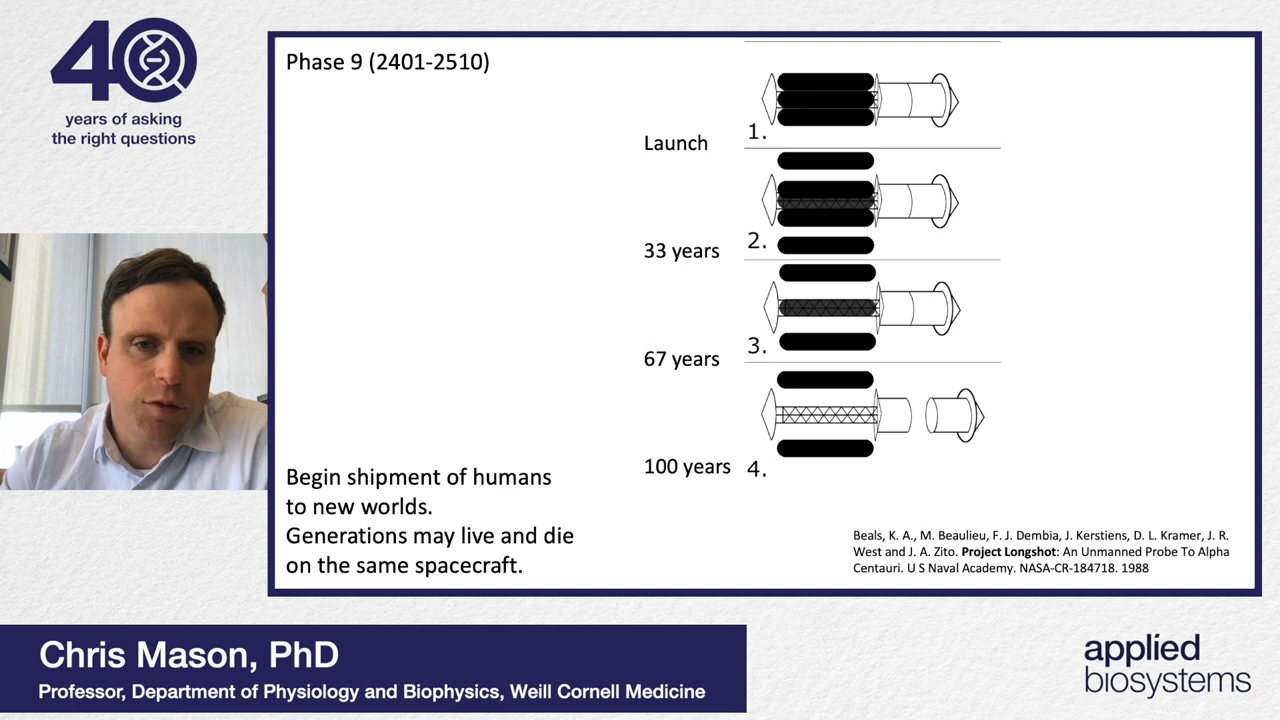 40
years of asking
the right questions
Phase 9 (2401-2510)
1.
Launch
2.
33 years
3.
67 years
4.
100 years
Begin shipment of humans
to new worlds.
Generations may live and die
on the same spacecraft.
Beals, K. A., M. Beaulieu, F. J. Dembia, J. Kerstiens, D. L. Kramer, J. R.
West and J. A. Zito. Project Longshot: An Unmanned Probe To Alpha
Centauri. U S Naval Academy. NASA-CR-184718. 1988
Chris Mason, PhD
Professor, Department of Physiology and Biophysics, Weill Cornell Medicine
applied
biosystems